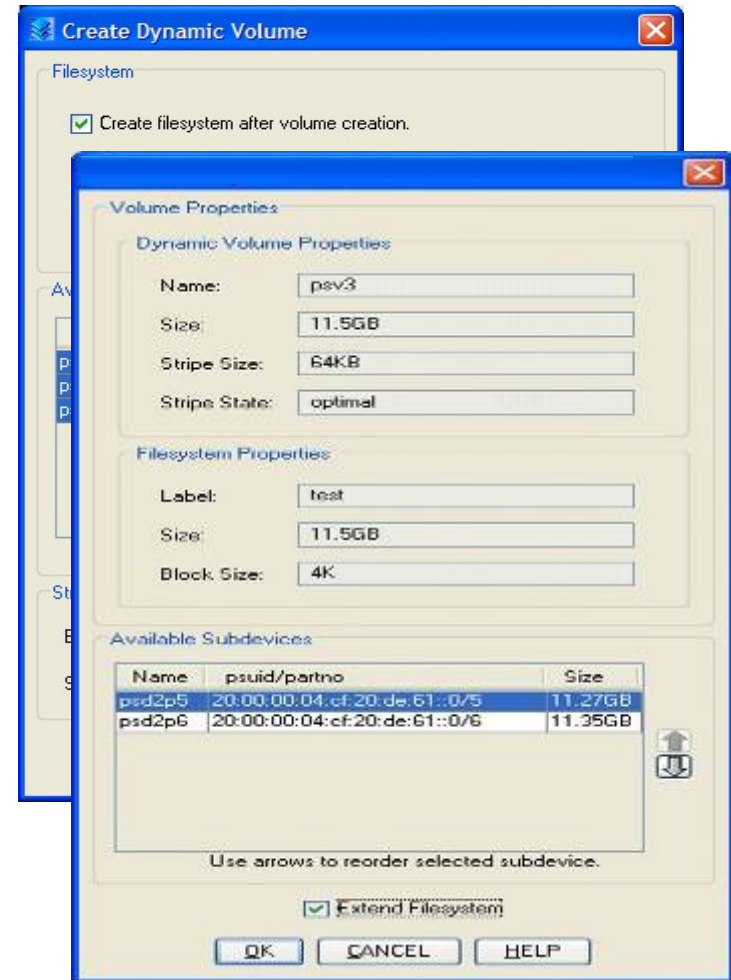 Create Dynamic Volume
Filesystem
Create filesystem after volume creation.
Volume Properties
Dynamic Volume Properties
Name: psv3
Size: 11.5GB
Stripe Size: 64KB
Stripe State: optimal
Filesystem Properties
Label: test
Size: 11.5GB
Block Size: 4K
Available Subdevices
Name psuid/partno Size
psd2p5 20:00:00:04:cf:20:de:61::0/5 11.27GB
psd2p6 20:00:00:04:cf:20:de:61::0/6 11.35GB
Use arrows to reorder selected subdevice.
Extend Filesystem
OK CANCEL HELP